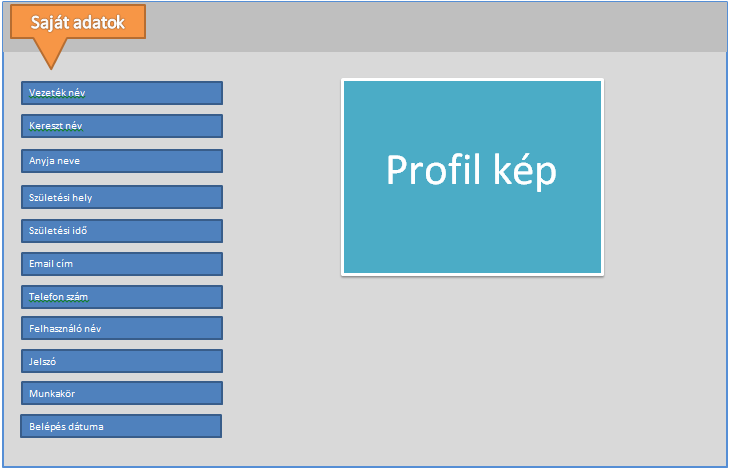 Saját adatok
Vezeték név
Kereszt név
Anyja neve
Születési hely
Születési idő
Email cím
Telefon szám
Felhasználó név
Jelszó
Munkakör
Belépés dátuma
Profil kép